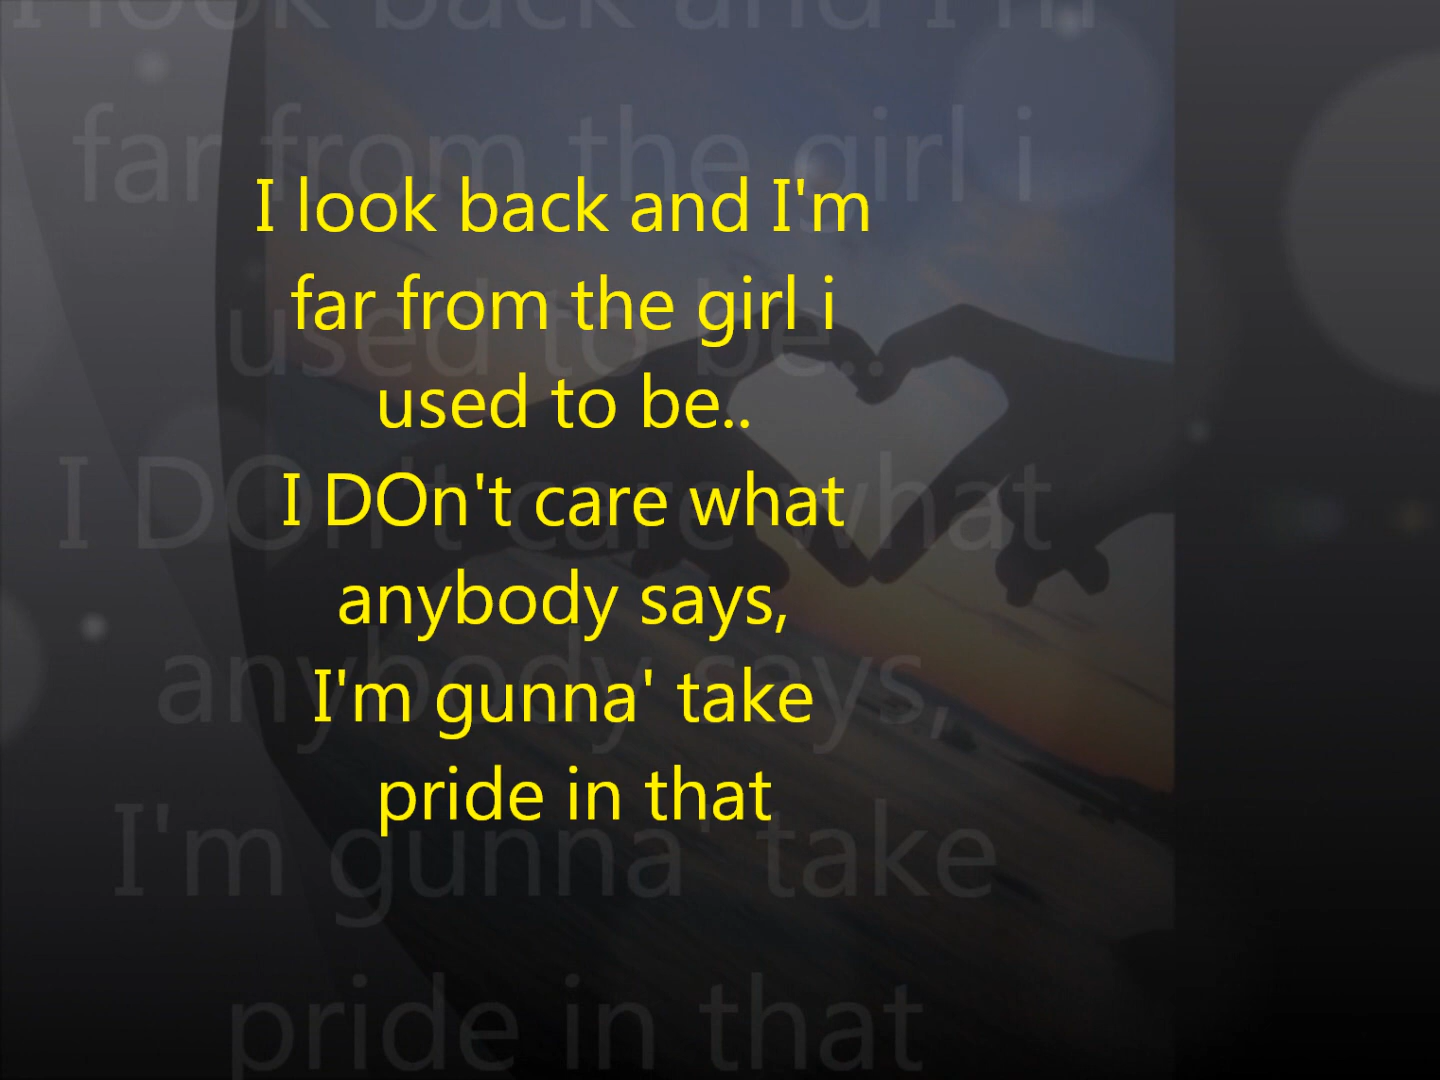 I look back and I'm
far from the girl i
used to be..
I DOn't care what
anybody says,
I'm gunna' take
pride in that